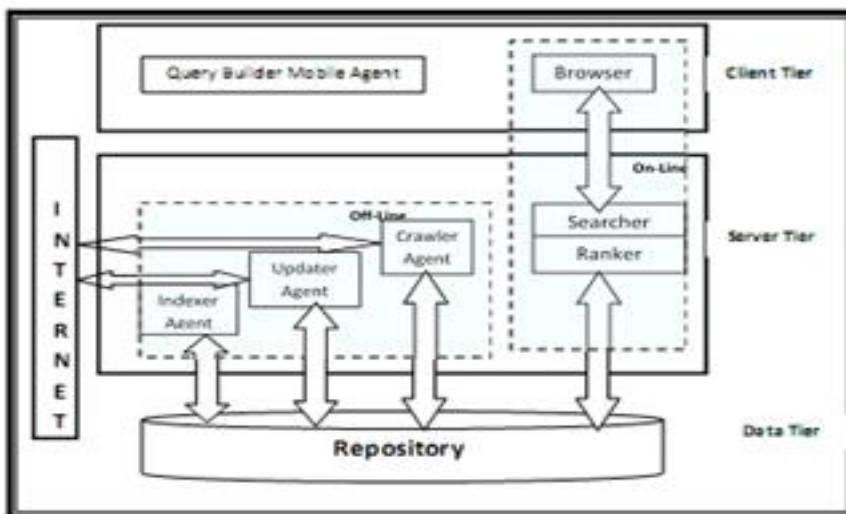 Query Builder Mobile Agent
Browser
Client Tier
On-Line
INTERNET
Off-Line
Crawler
Agent
Updater
Agent
Indexer
Agent
Searcher
Ranker
Server Tier
Repository
Data Tier